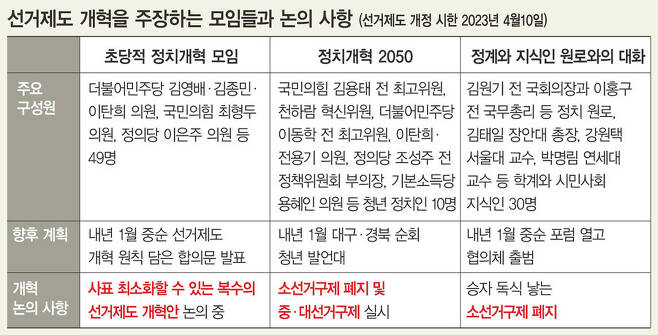 선거제도 개혁을 주장하는 모임들과 논의 사항 (선거제도 개정 시한 2023년 4월10일)
초당적 정치개혁 모임
정치개혁 2050
정계와 지식인 원로와의 대화
주요
구성원
더불어민주당 김영배·김종민·
이탄희 의원, 국민의힘 최형두
의원, 정의당 이은주 의원 등
49명
국민의힘 김용태 전 최고위원,
천하람 혁신위원, 더불어민주당
이동학 전 최고위원, 이탄희·
전용기 의원, 정의당 조성주 전
정책위원회 부의장, 기본소득당
용혜인 의원 등 청년 정치인 10명
김원기 전 국회의장과 이홍구
전 국무총리 등 정치 원로,
김태일 장안대 총장, 강원택
서울대 교수, 박명림 연세대
교수 등 학계와 시민사회
지식인 30명
향후 계획
내년 1월 중순 선거제도
개혁 원칙 담은 합의문 발표
내년 1월 대구·경북 순회
청년 발언대
내년 1월 중순 포럼 열고
협의체 출범
개혁
논의 사항
사표 최소화할 수 있는 복수의
선거제도 개혁안 논의 중
소선거구제 폐지 및
중·대선거구제 실시
승자 독식 낳는
소선거구제 폐지